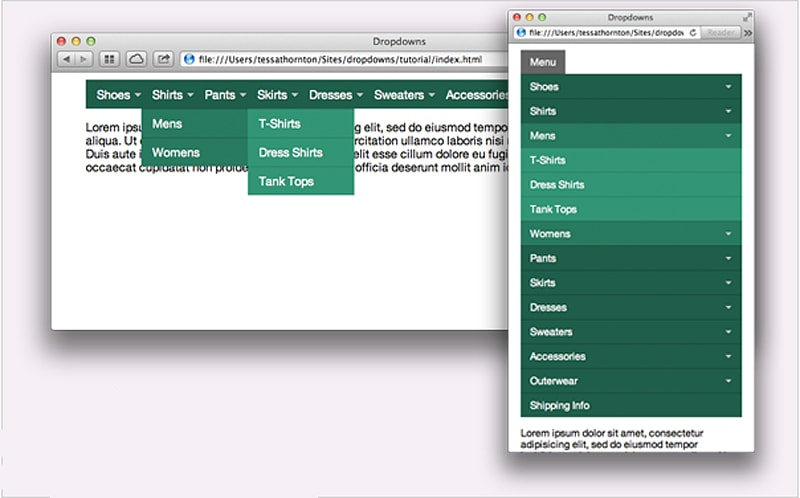 Dropdowns
file:///Users/tessathornton/Sites/dropdowns/tutorial/index.html
Shoes Shirts Pants Skirts Dresses Sweaters Accessories
Mens
Womens
T-Shirts
Dress Shirts
Tank Tops
Lorem ipsu g elit, sed do eiusmod tempo
aliqua. Ut rcitation ullamco laboris nisi
Duis aute i elit esse cillum dolore eu fugi
occaecat cupidatat non proide officia deserunt mollit anim i
Dropdowns
file:///Users/tessathornton/Sites/dropdow Reader
Menu
Shoes
Shirts
Mens
T-Shirts
Dress Shirts
Tank Tops
Womens
Pants
Skirts
Dresses
Sweaters
Accessories
Outerwear
Shipping Info
Lorem ipsum dolor sit amet, consectetur
adipisicing elit, sed do eiusmod tempor